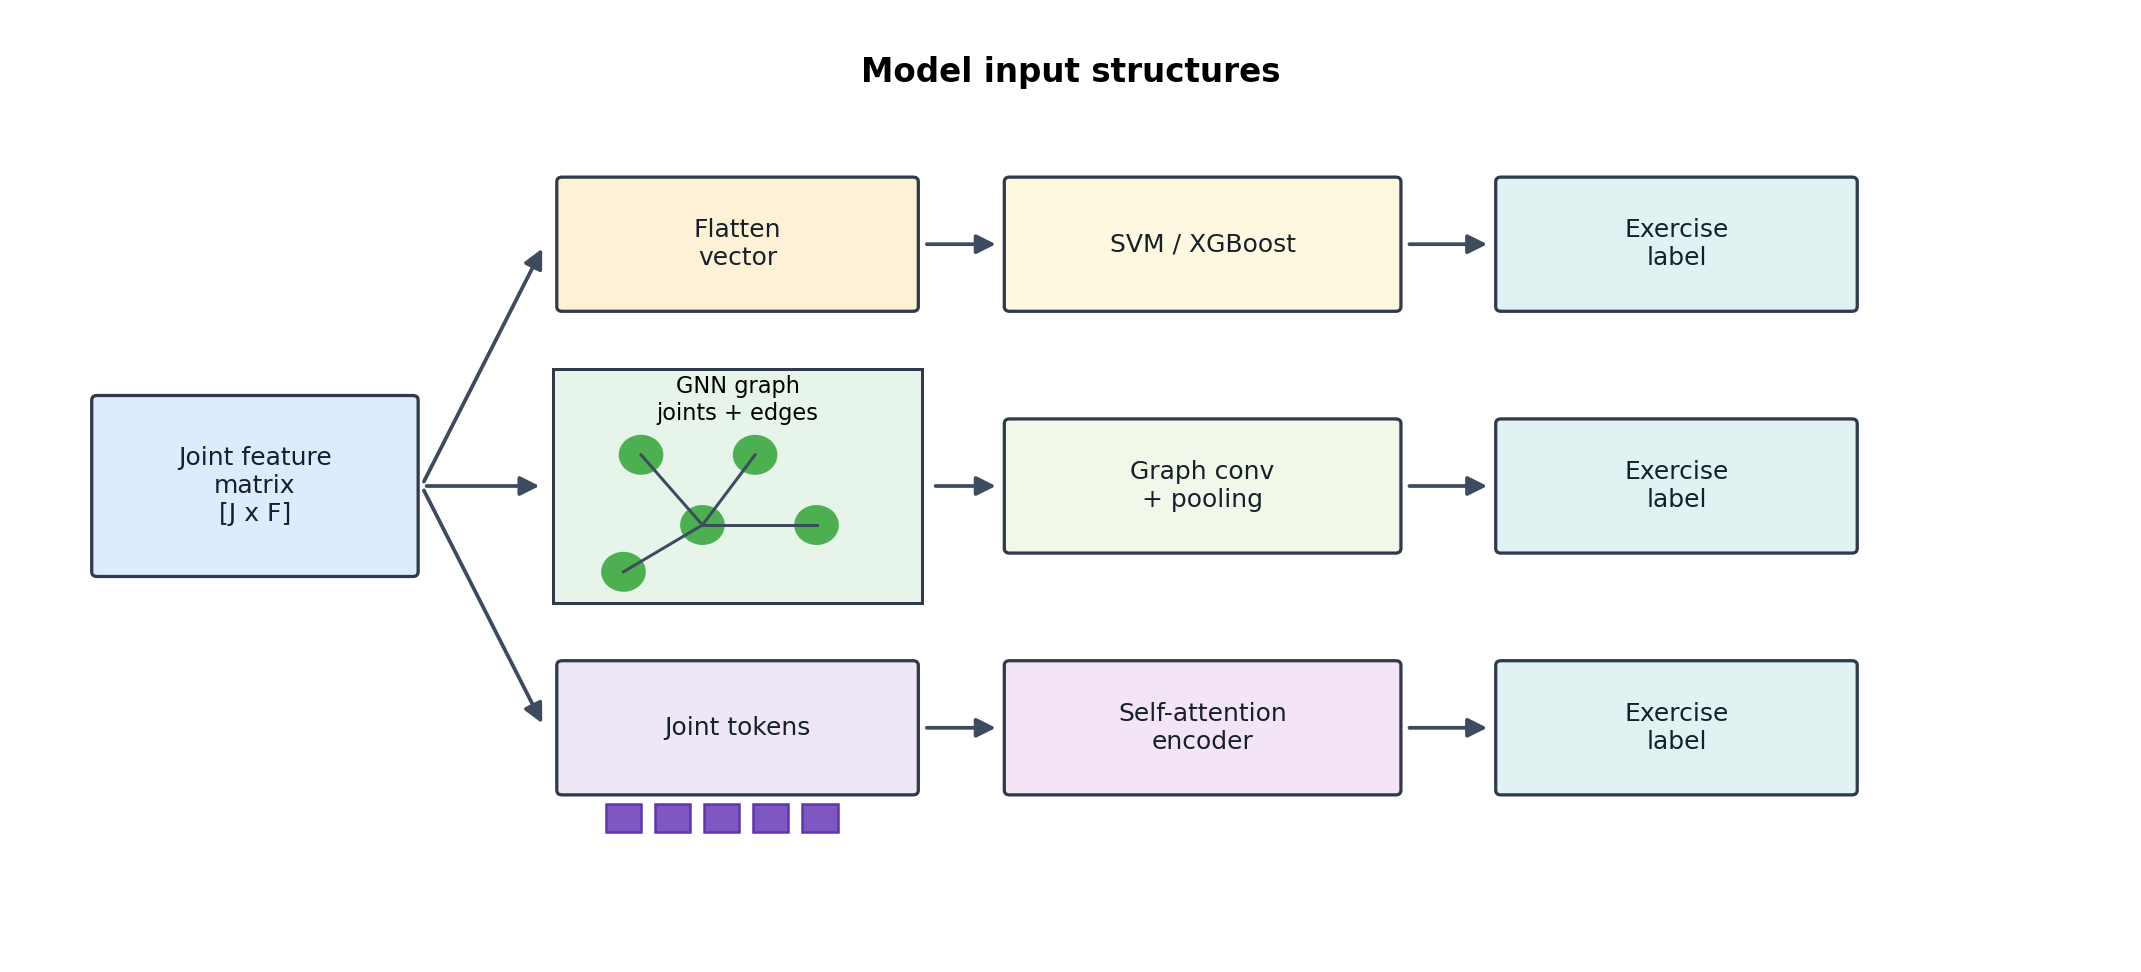 Model input structures
Joint feature
matrix
[J x F]
Flatten
vector
SVM / XGBoost
Exercise
label
GNN graph
joints + edges
Graph conv
+ pooling
Exercise
label
Joint tokens
Self-attention
encoder
Exercise
label